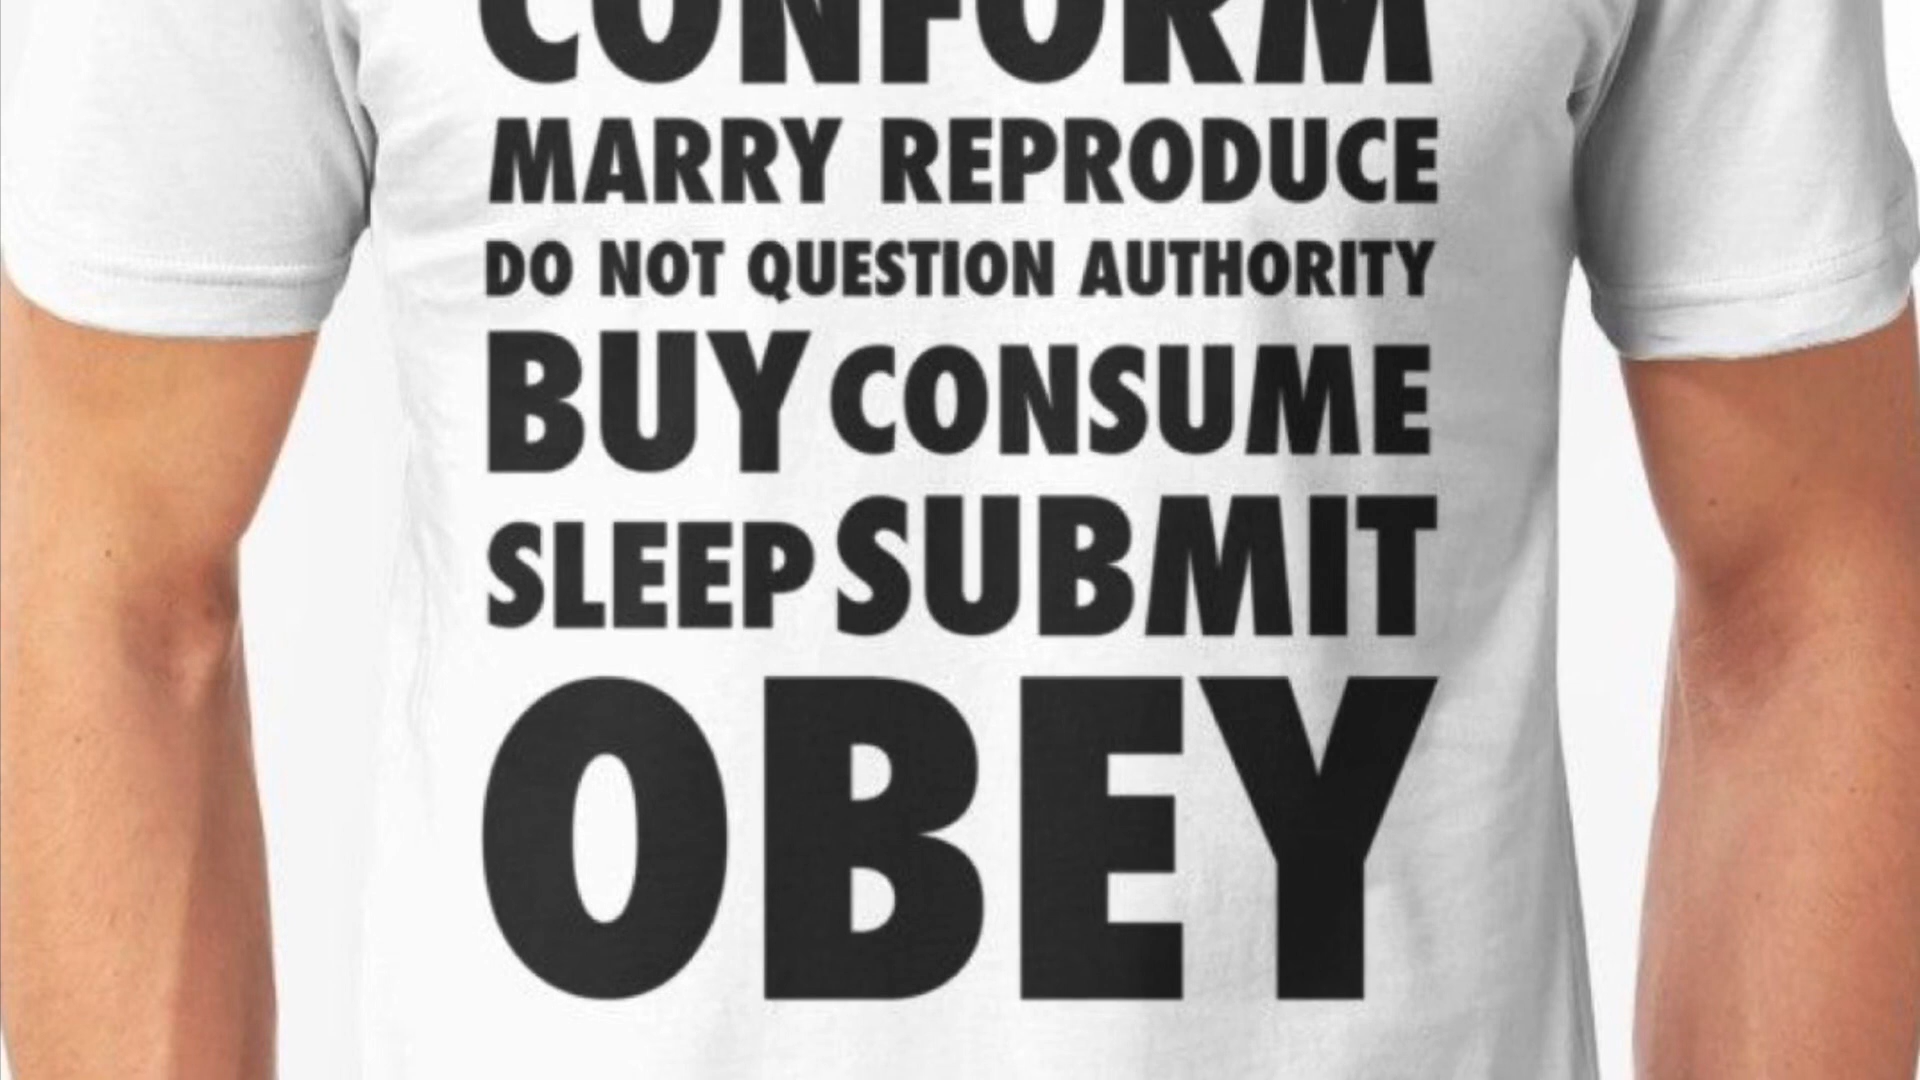 CONFORM
MARRY REPRODUCE
DO NOT QUESTION AUTHORITY
BUY CONSUME
SLEEP SUBMIT
OBEY